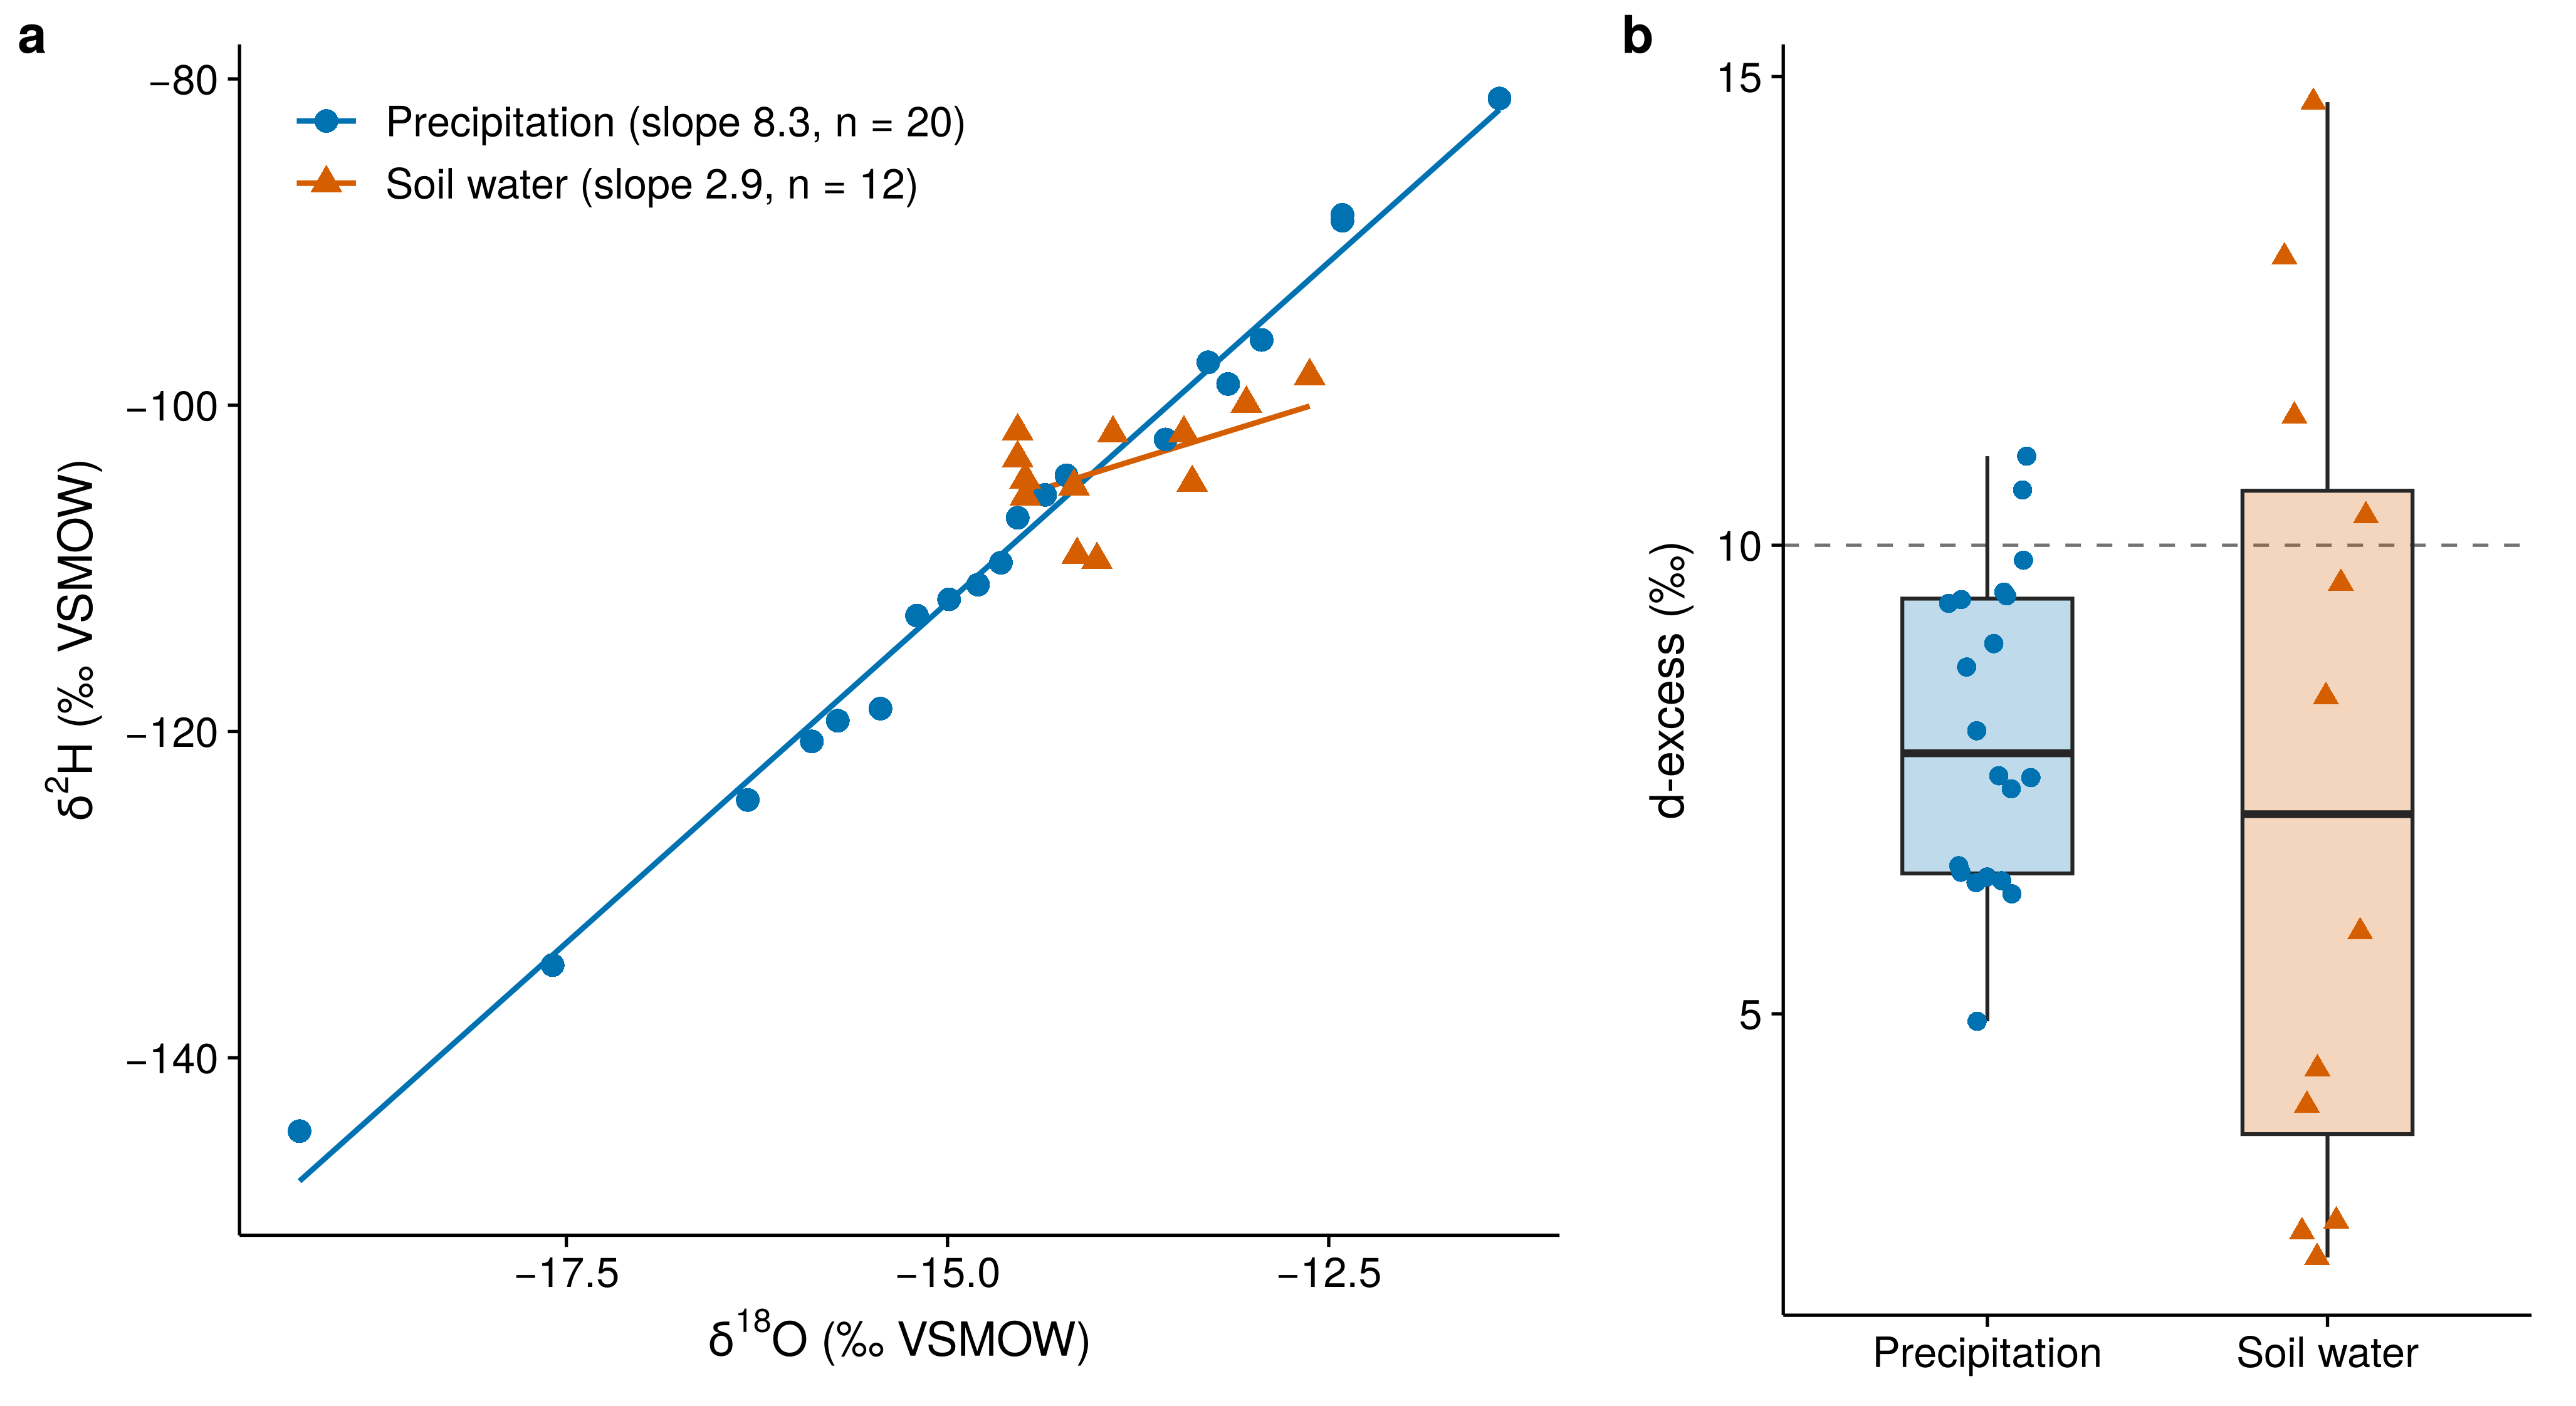 a
−80
−100
−120
−140
δ²H (‰ VSMOW)
Precipitation (slope 8.3, n = 20)
Soil water (slope 2.9, n = 12)
−17.5
−15.0
−12.5
δ¹⁸O (‰ VSMOW)
b
15
10
5
d-excess (‰)
Precipitation
Soil water